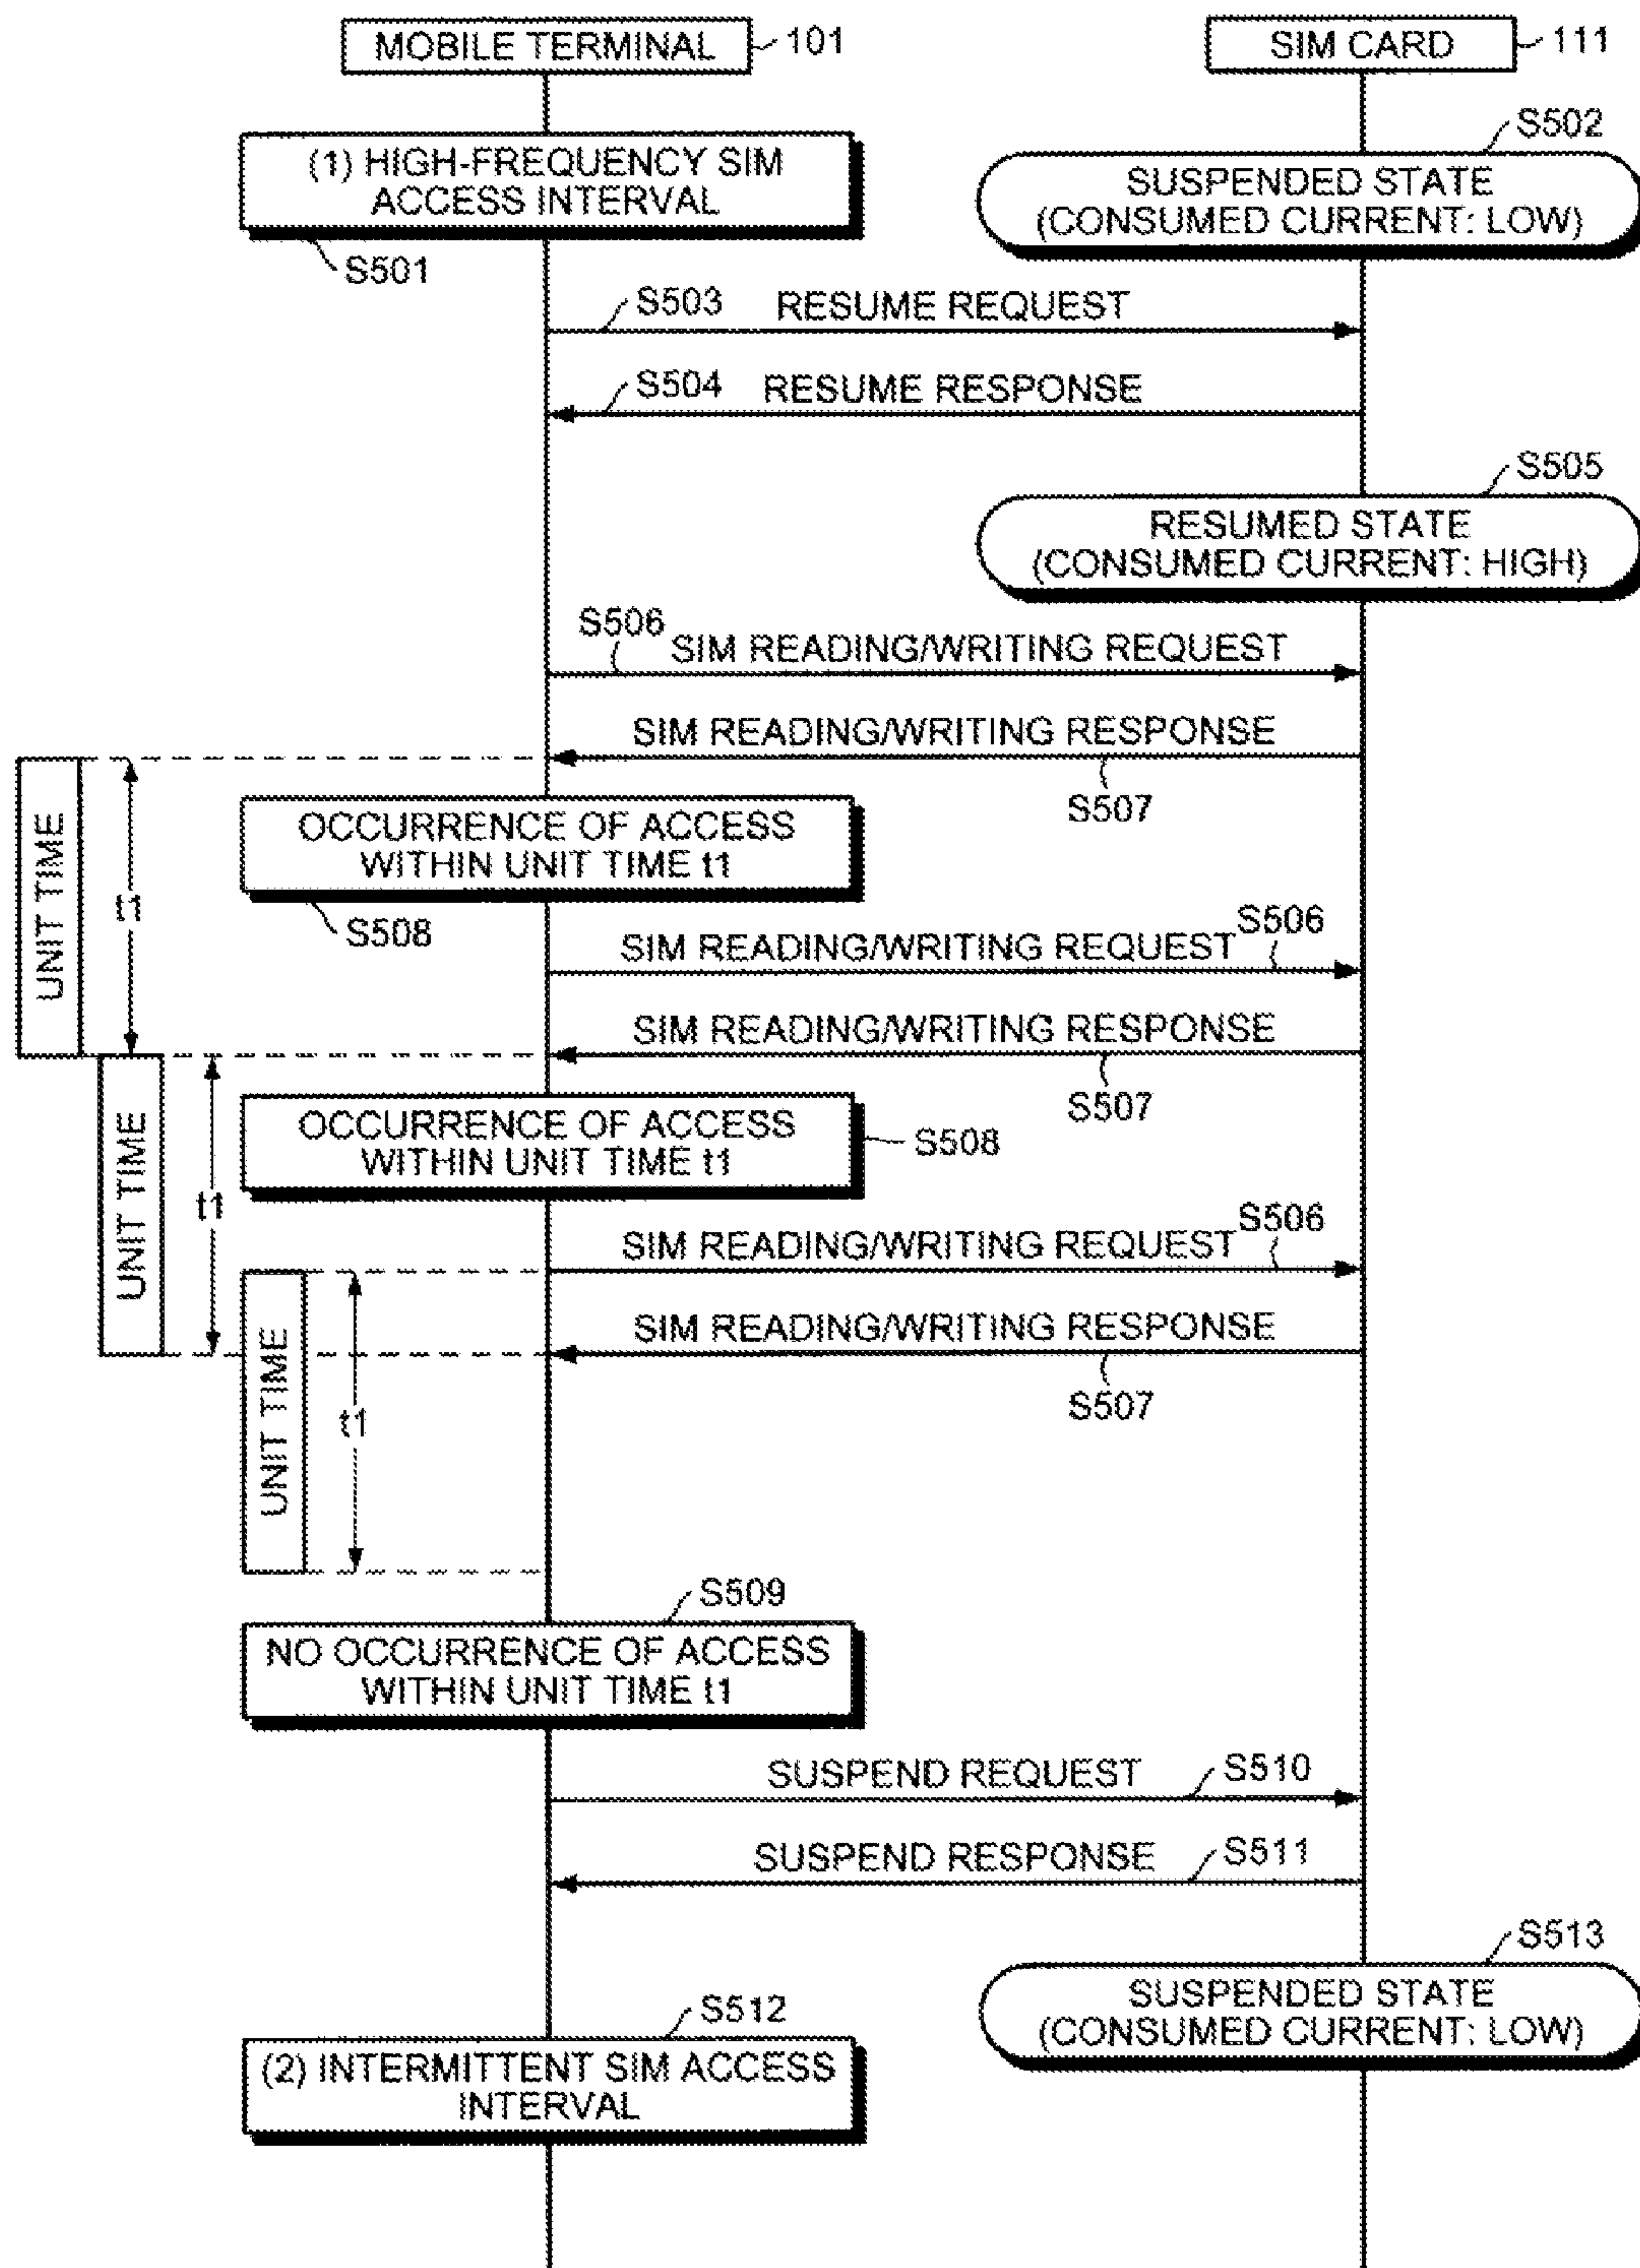 MOBILE TERMINAL
101
SIM CARD
111
(1) HIGH-FREQUENCY SIM
ACCESS INTERVAL
S501
S502
SUSPENDED STATE
(CONSUMED CURRENT: LOW)
S503
RESUME REQUEST
S504
RESUME RESPONSE
S505
RESUMED STATE
(CONSUMED CURRENT: HIGH)
S506
SIM READING/WRITING REQUEST
SIM READING/WRITING RESPONSE
S507
UNIT TIME
t1
OCCURRENCE OF ACCESS
WITHIN UNIT TIME t1
S508
SIM READING/WRITING REQUEST
S506
SIM READING/WRITING RESPONSE
S507
UNIT TIME
t1
OCCURRENCE OF ACCESS
WITHIN UNIT TIME t1
S508
SIM READING/WRITING REQUEST
S506
SIM READING/WRITING RESPONSE
S507
UNIT TIME
t1
S509
NO OCCURRENCE OF ACCESS
WITHIN UNIT TIME t1
SUSPEND REQUEST
S510
SUSPEND RESPONSE
S511
S513
SUSPENDED STATE
(CONSUMED CURRENT: LOW)
S512
(2) INTERMITTENT SIM ACCESS
INTERVAL